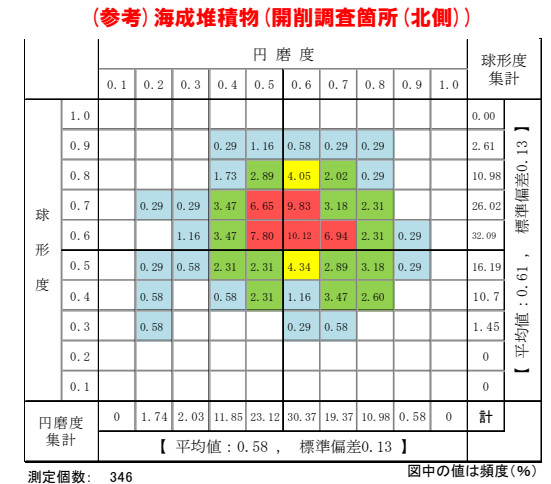 (参考)海成堆積物(開削調査箇所(北側))
円磨度 球形度集計
0.1 0.2 0.3 0.4 0.5 0.6 0.7 0.8 0.9 1.0
球形度
1.0 0.00
0.9 0.29 1.16 0.58 0.29 0.29 2.61
0.8 1.73 2.89 4.05 2.02 0.29 10.98
0.7 0.29 0.29 3.47 6.65 9.83 3.18 2.31 26.02
0.6 1.16 3.47 7.80 10.12 6.94 2.31 0.29 32.09
0.5 0.29 0.58 2.31 2.31 4.34 2.89 3.18 0.29 16.19
0.4 0.58 0.58 2.31 1.16 3.47 2.60 10.7
0.3 0.58 0.29 0.58 1.45
0.2 0
0.1 0
【 平均値:0.61 , 標準偏差0.13 】
円磨度集計 0 1.74 2.03 11.85 23.12 30.37 19.37 10.98 0.58 0 計
【 平均値:0.58 , 標準偏差0.13 】
測定個数: 346
図中の値は頻度(%)